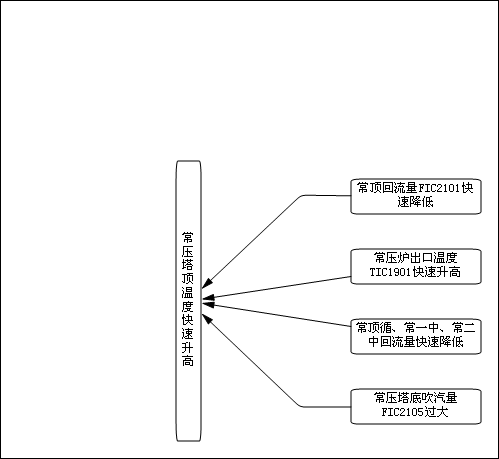 常压塔顶温度快速升高
常顶回流量FIC2101快
速降低
常压炉出口温度
TIC1901快速升高
常顶循、常一中、常二
中回流量快速降低
常压塔底吹汽量
FIC2105过大